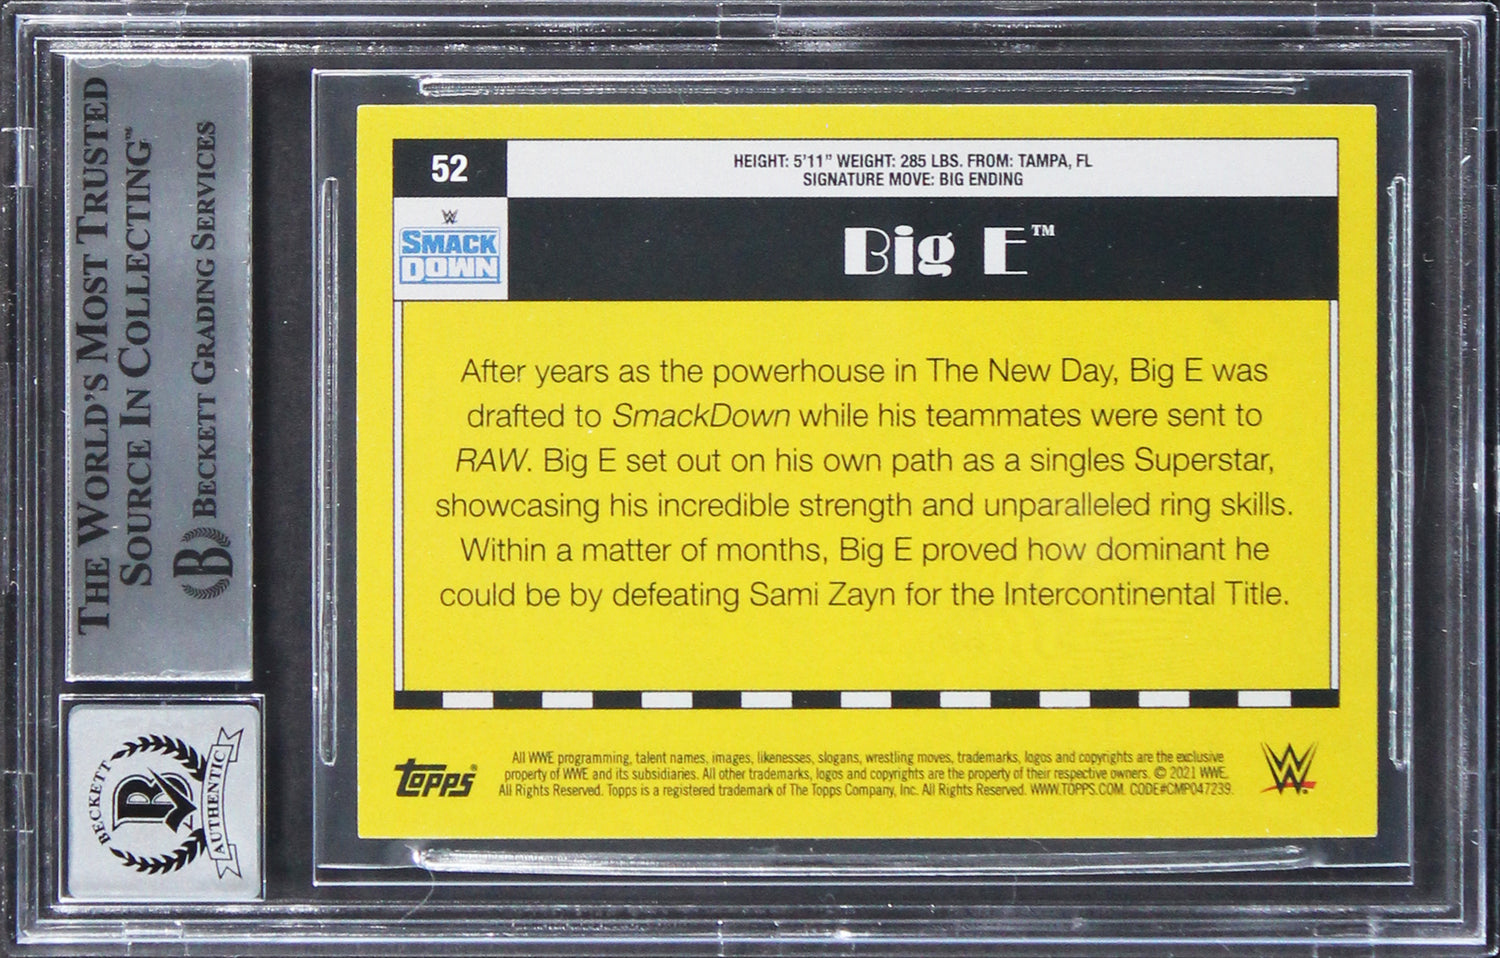 THE WORLD'S MOST TRUSTED
SOURCE IN COLLECTING™
BECKETT GRADING SERVICES
B
BECKETT
B
AUTHENTIC
52
HEIGHT: 5'11" WEIGHT: 285 LBS. FROM: TAMPA, FL
SIGNATURE MOVE: BIG ENDING
W
SMACK
DOWN
Big E™
After years as the powerhouse in The New Day, Big E was
drafted to SmackDown while his teammates were sent to
RAW. Big E set out on his own path as a singles Superstar,
showcasing his incredible strength and unparalleled ring skills.
Within a matter of months, Big E proved how dominant he
could be by defeating Sami Zayn for the Intercontinental Title.
topps®
All WWE programming, talent names, images, likenesses, slogans, wrestling moves, trademarks, logos and copyrights are the exclusive
property of WWE and its subsidiaries. All other trademarks, logos and copyrights are the property of their respective owners. © 2021 WWE.
All Rights Reserved. Topps is a registered trademark of The Topps Company, Inc. All Rights Reserved. WWW.TOPPS.COM. CODE#CMP047239.
W